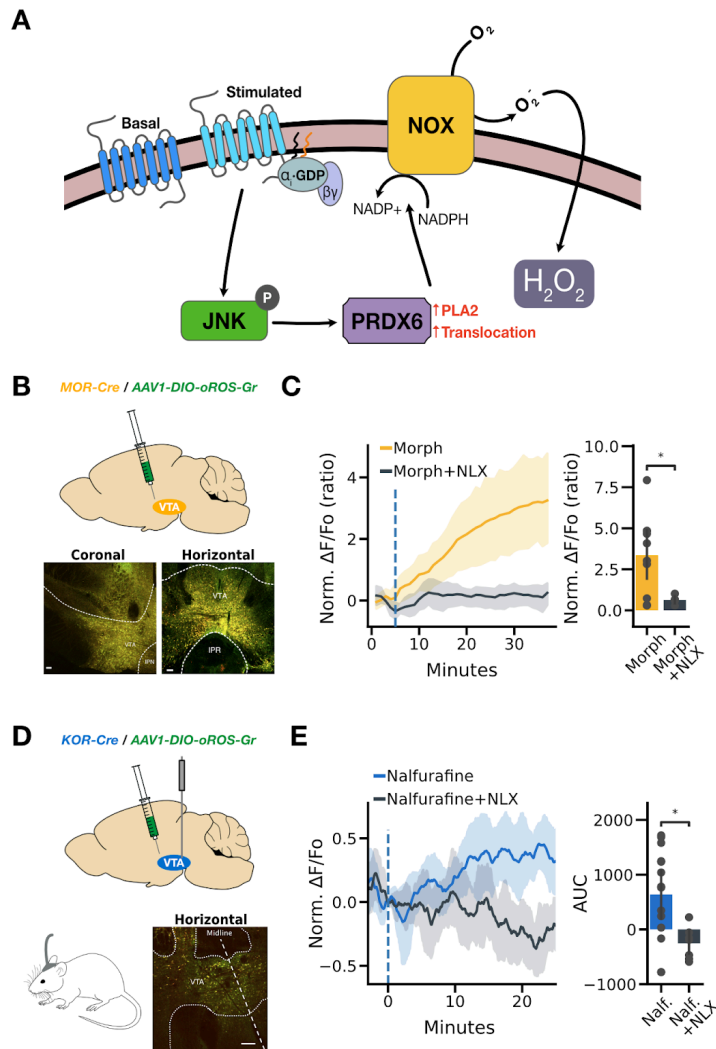 A
Basal
Stimulated
αi·GDP
βγ
NOX
O2
O2-
NADP+
NADPH
H2O2
P
JNK
PRDX6
↑PLA2
↑Translocation
B
MOR-Cre / AAV1-DIO-oROS-Gr
VTA
Coronal
Horizontal
VTA
IPN
VTA
IPR
C
Morph
Morph+NLX
Norm. ΔF/Fo (ratio)
4
2
0
0
10
20
30
Minutes
Norm. ΔF/Fo (ratio)
10.0
7.5
5.0
2.5
0.0
*
Morph
Morph
+NLX
D
KOR-Cre / AAV1-DIO-oROS-Gr
VTA
Horizontal
Midline
VTA
E
Nalfurafine
Nalfurafine+NLX
Norm. ΔF/Fo
0.5
0.0
−0.5
0
10
20
Minutes
AUC
2000
1000
0
−1000
*
Nalf.
Nalf.
+NLX